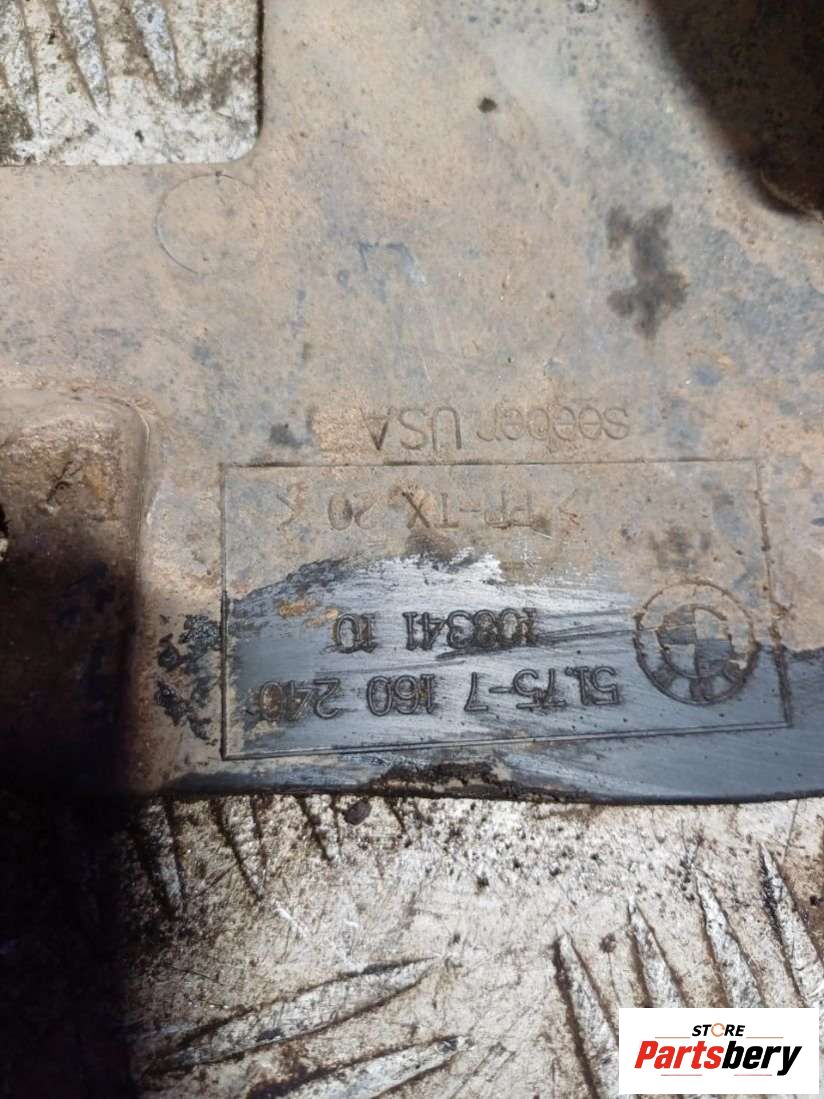 51.75-7 160 240
108341 10
> PP-TX 20 <
seeber USA
STORE
Partsbery